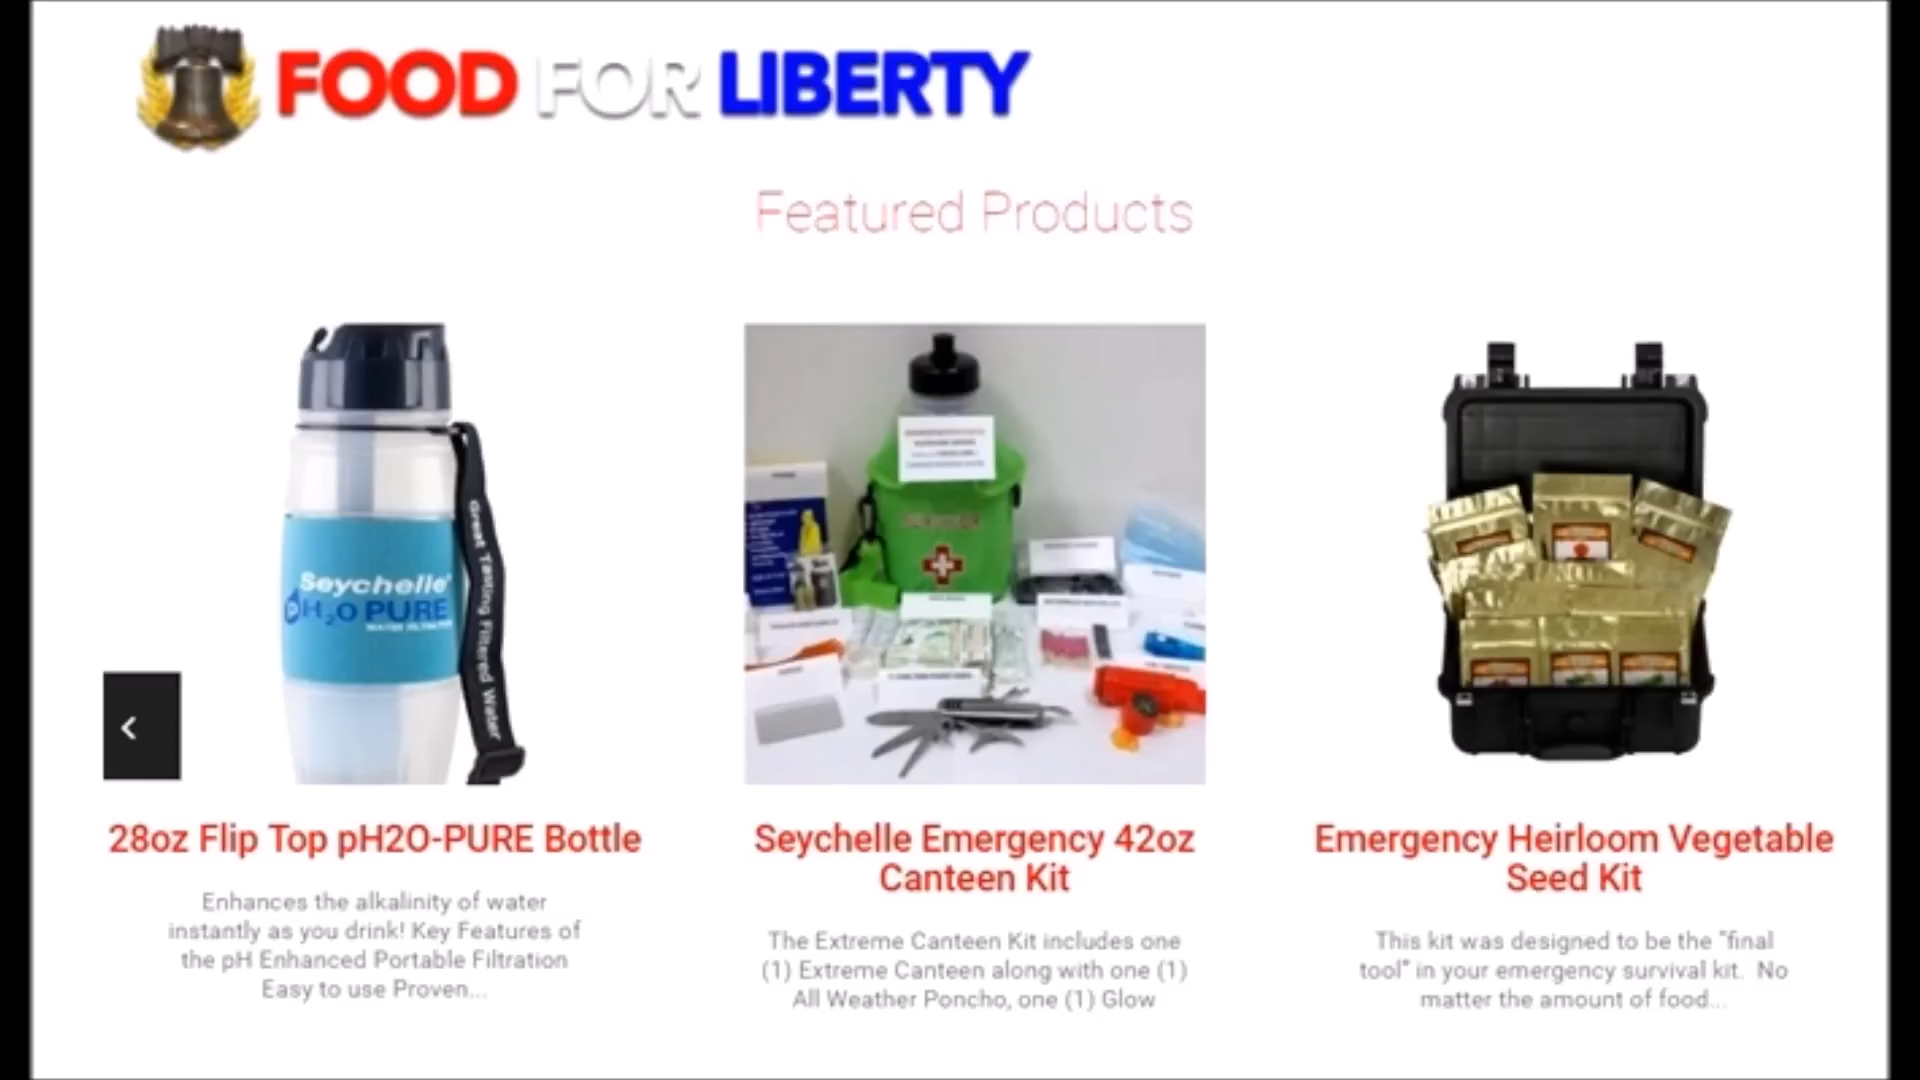 FOOD FOR LIBERTY
Featured Products
Seychelle®
pH2O PURE
Great Tasting Filtered Water
28oz Flip Top pH2O-PURE Bottle
Enhances the alkalinity of water
instantly as you drink! Key Features of
the pH Enhanced Portable Filtration
Easy to use Proven...
Seychelle Emergency 42oz
Canteen Kit
The Extreme Canteen Kit includes one
(1) Extreme Canteen along with one (1)
All Weather Poncho, one (1) Glow
Emergency Heirloom Vegetable
Seed Kit
This kit was designed to be the "final
tool" in your emergency survival kit. No
matter the amount of food...